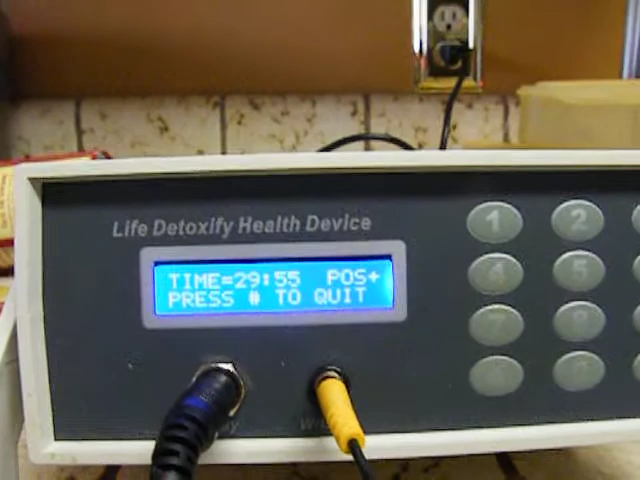 Life Detoxify Health Device
TIME=29:55 POS+
PRESS # TO QUIT
1 2
4 5
7 8